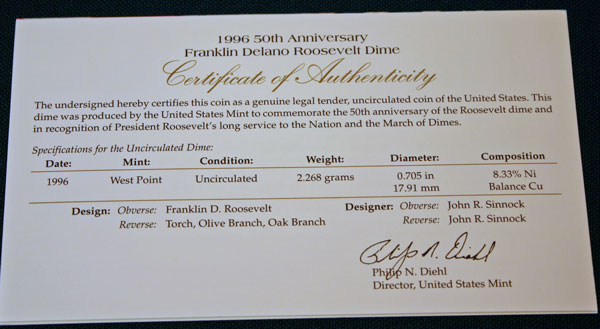 1996 50th Anniversary
Franklin Delano Roosevelt Dime
Certificate of Authenticity
The undersigned hereby certifies this coin as a genuine legal tender, uncirculated coin of the United States. This
dime was produced by the United States Mint to commemorate the 50th anniversary of the Roosevelt dime and
in recognition of President Roosevelt's long service to the Nation and the March of Dimes.
Specifications for the Uncirculated Dime:
Date: Mint: Condition: Weight: Diameter: Composition
1996 West Point Uncirculated 2.268 grams 0.705 in 8.33% Ni
17.91 mm Balance Cu
Design: Obverse: Franklin D. Roosevelt Designer: Obverse: John R. Sinnock
Reverse: Torch, Olive Branch, Oak Branch Reverse: John R. Sinnock
Philip N. Diehl
Philip N. Diehl
Director, United States Mint